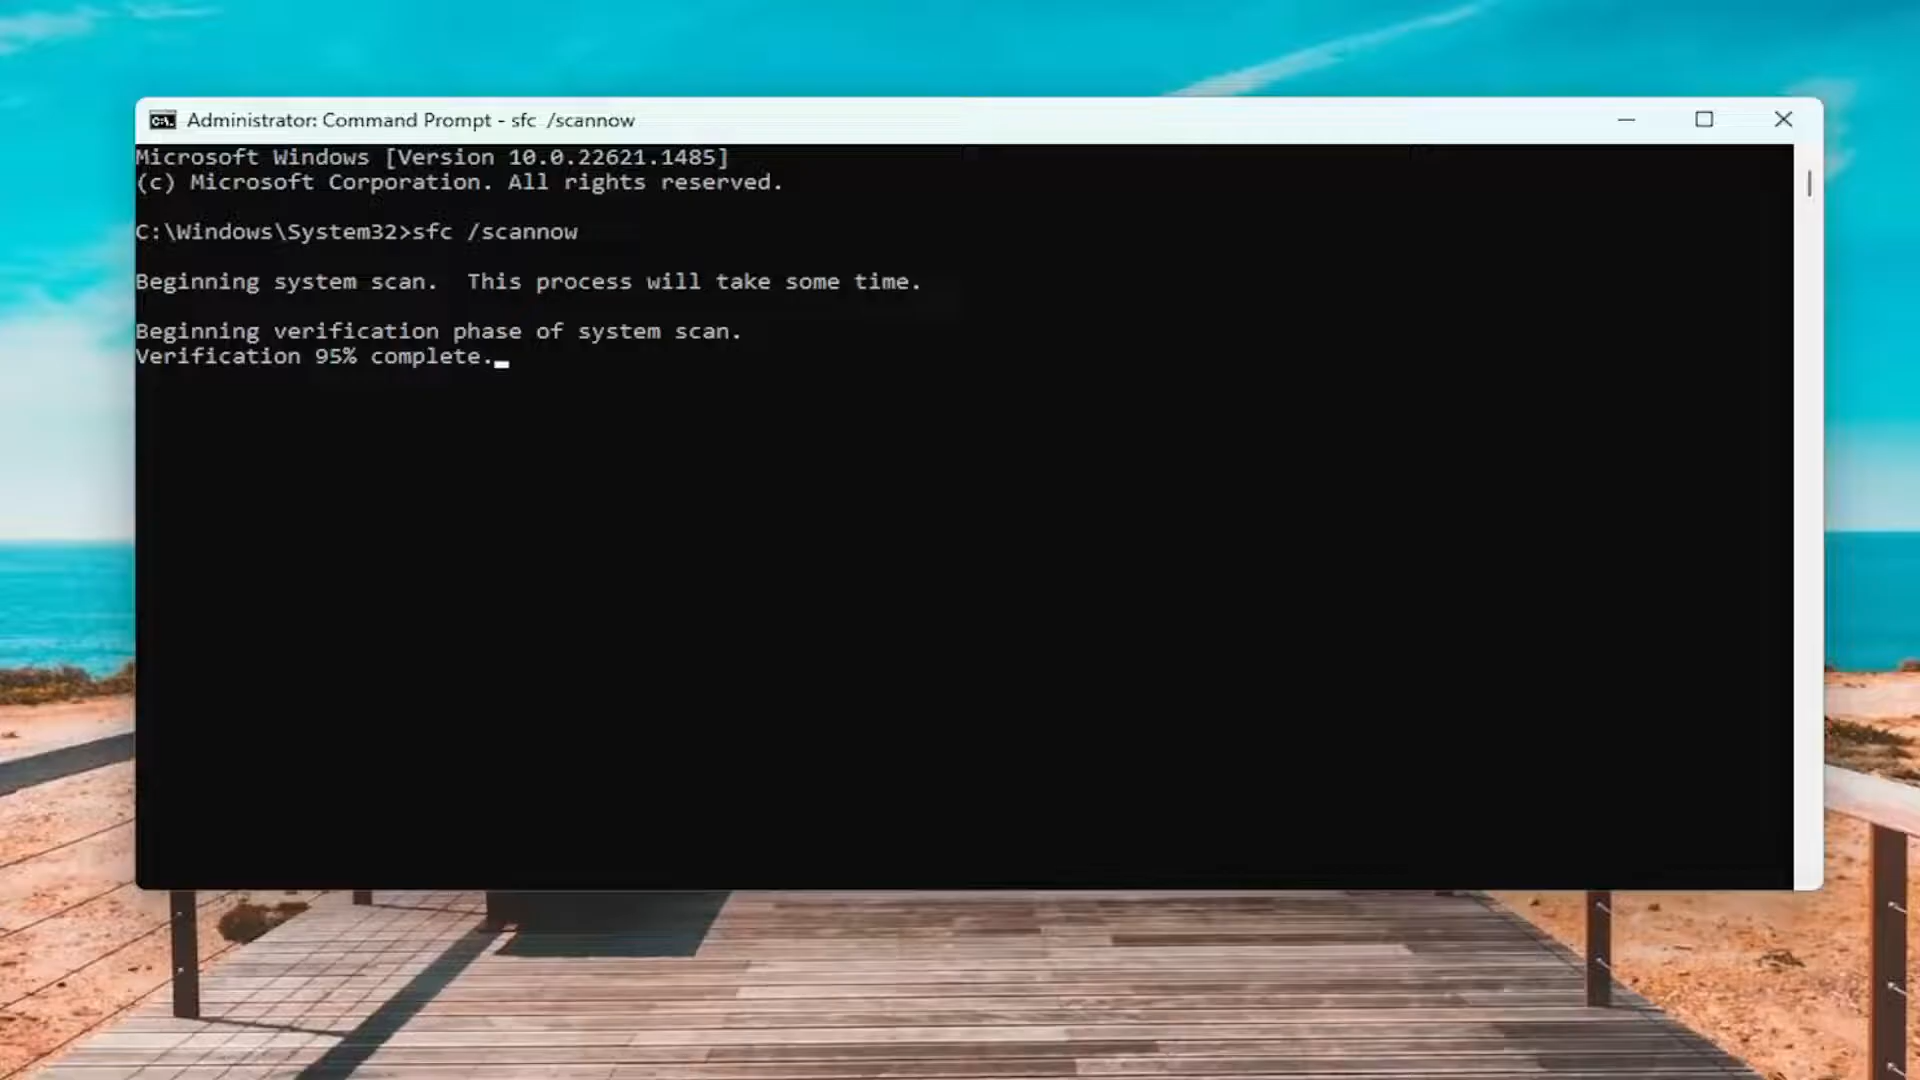 Administrator: Command Prompt - sfc  /scannow
Microsoft Windows [Version 10.0.22621.1485]
(c) Microsoft Corporation. All rights reserved.
C:\Windows\System32>sfc /scannow
Beginning system scan.  This process will take some time.
Beginning verification phase of system scan.
Verification 95% complete.